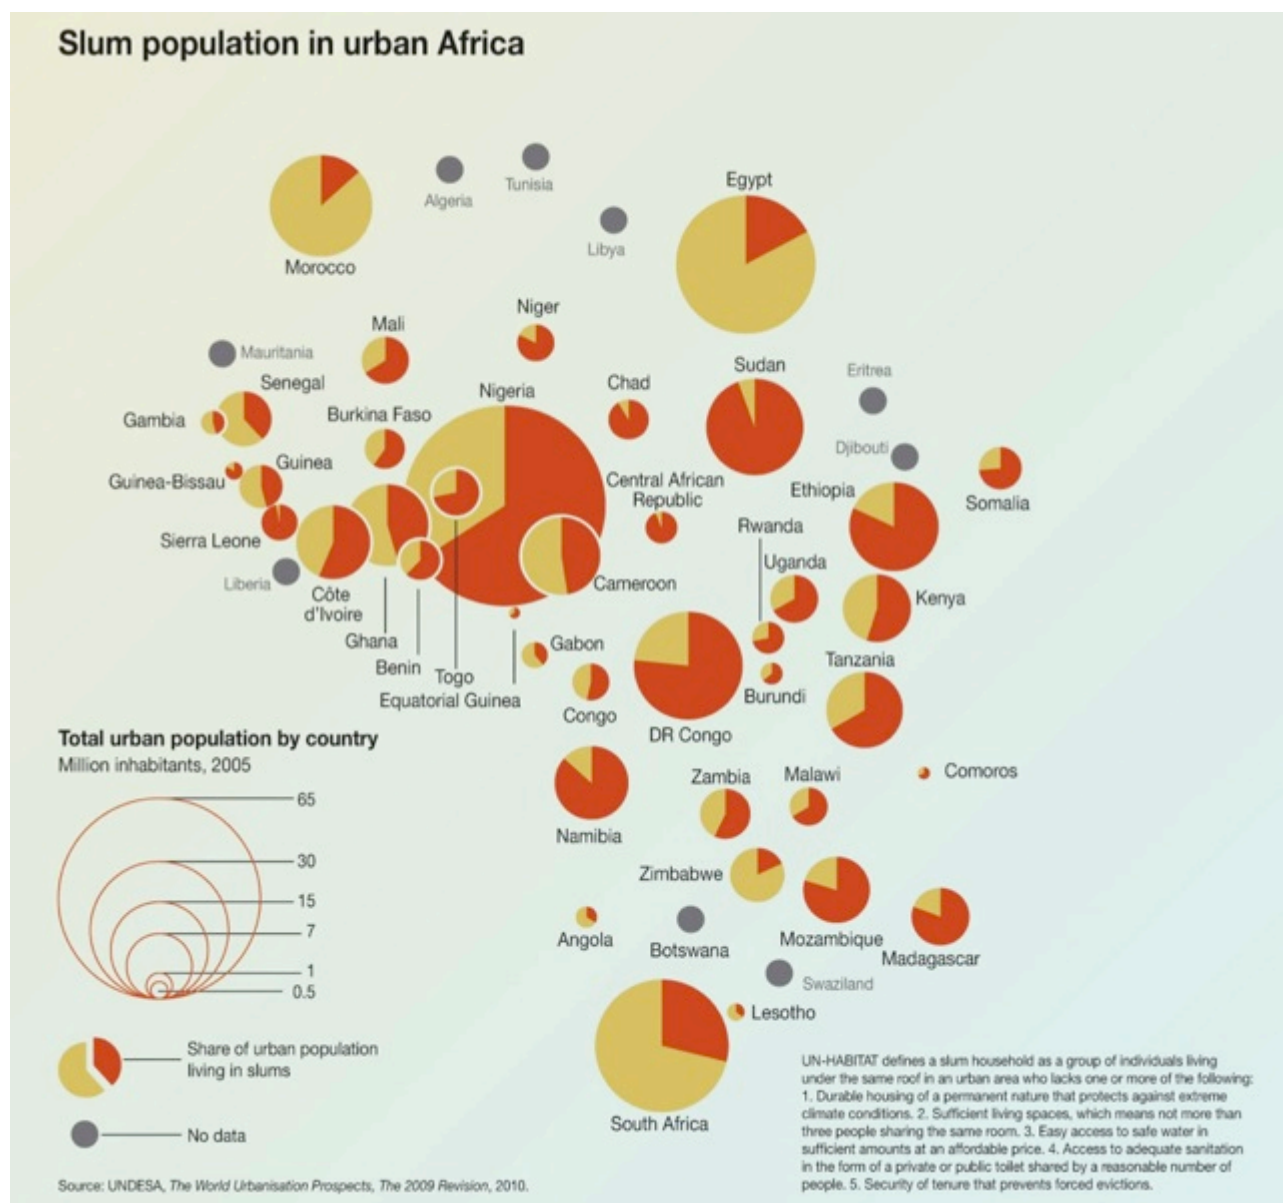 Slum population in urban Africa
Morocco
Algeria
Tunisia
Libya
Egypt
Niger
Mali
Mauritania
Senegal
Gambia
Burkina Faso
Nigeria
Chad
Sudan
Eritrea
Djibouti
Somalia
Guinea
Guinea-Bissau
Central African
Republic
Ethiopia
Rwanda
Sierra Leone
Uganda
Liberia
Côte
d'Ivoire
Cameroon
Kenya
Ghana
Benin
Togo
Equatorial Guinea
Gabon
Congo
DR Congo
Burundi
Tanzania
Total urban population by country
Million inhabitants, 2005
65
30
15
7
1
0.5
Namibia
Zambia
Malawi
Comoros
Zimbabwe
Angola
Botswana
Mozambique
Madagascar
Swaziland
Lesotho
South Africa
Share of urban population
living in slums
No data
UN-HABITAT defines a slum household as a group of individuals living
under the same roof in an urban area who lacks one or more of the following:
1. Durable housing of a permanent nature that protects against extreme
climate conditions. 2. Sufficient living spaces, which means not more than
three people sharing the same room. 3. Easy access to safe water in
sufficient amounts at an affordable price. 4. Access to adequate sanitation
in the form of a private or public toilet shared by a reasonable number of
people. 5. Security of tenure that prevents forced evictions.
Source: UNDESA, The World Urbanisation Prospects, The 2009 Revision, 2010.